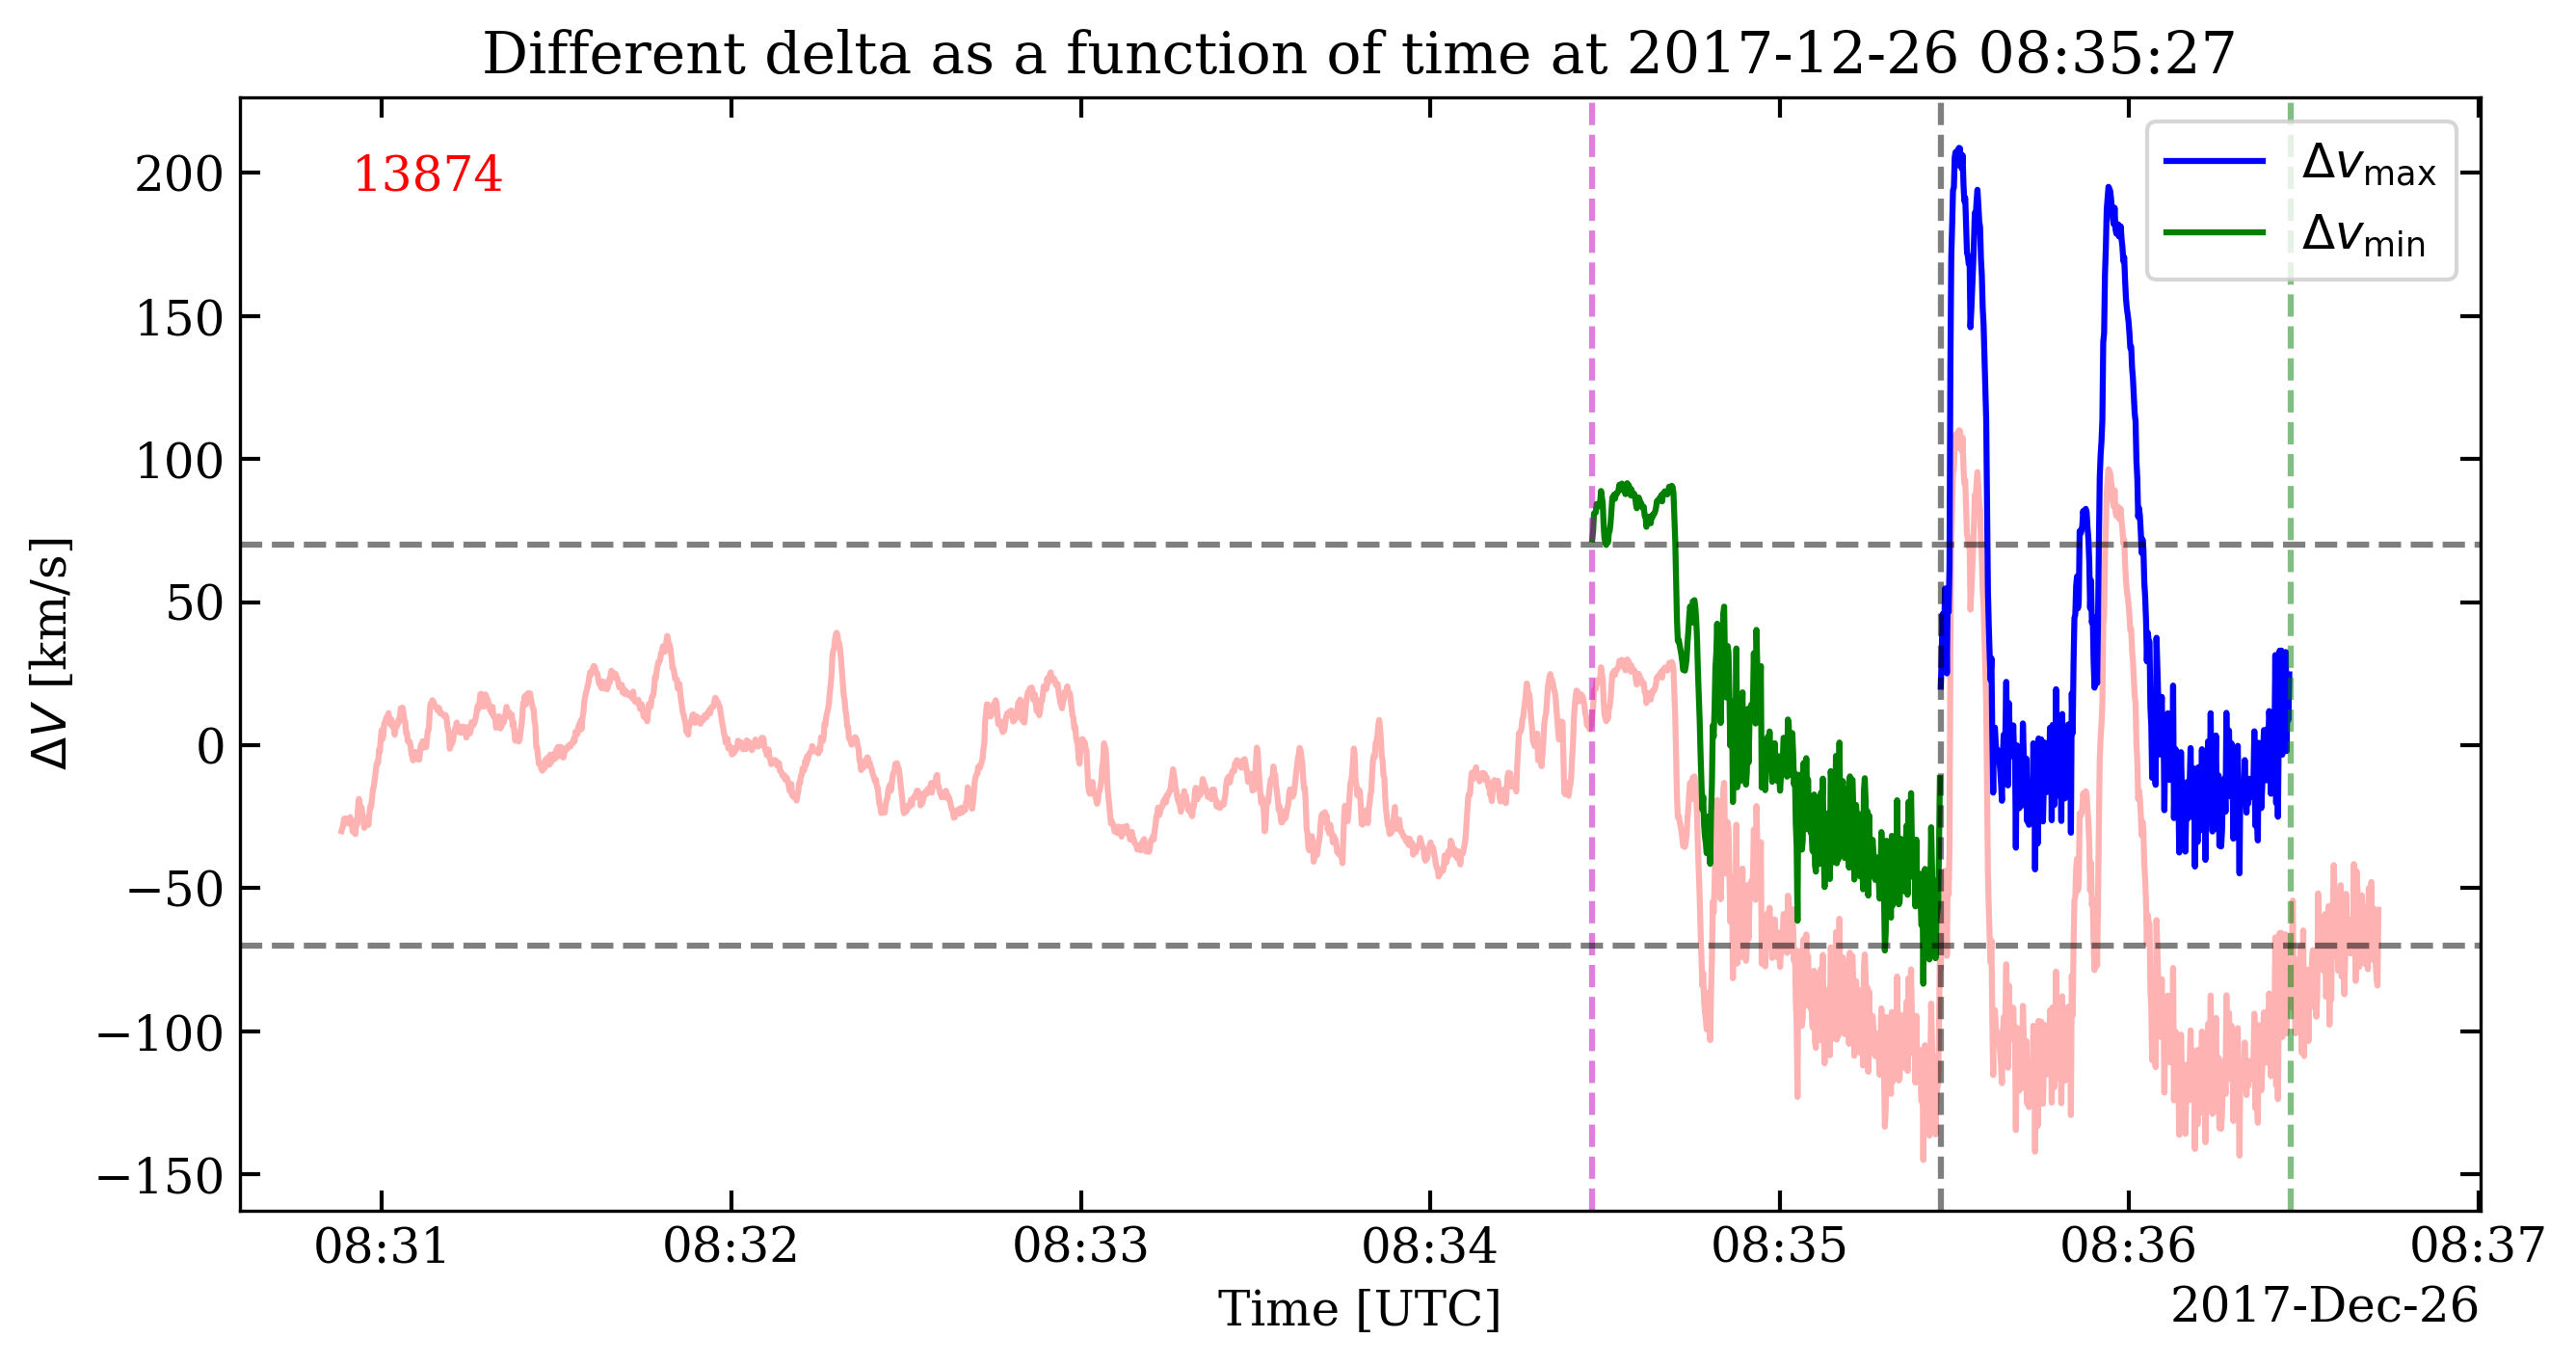 Different delta as a function of time at 2017-12-26 08:35:27
13874
Δv_max
Δv_min
ΔV [km/s]
200
150
100
50
0
−50
−100
−150
08:31 08:32 08:33 08:34 08:35 08:36 08:37
Time [UTC]
2017-Dec-26